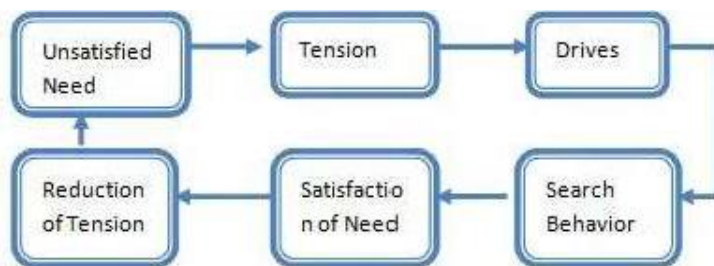 Unsatisfied
Need
Tension
Drives
Search
Behavior
Satisfactio
n of Need
Reduction
of Tension